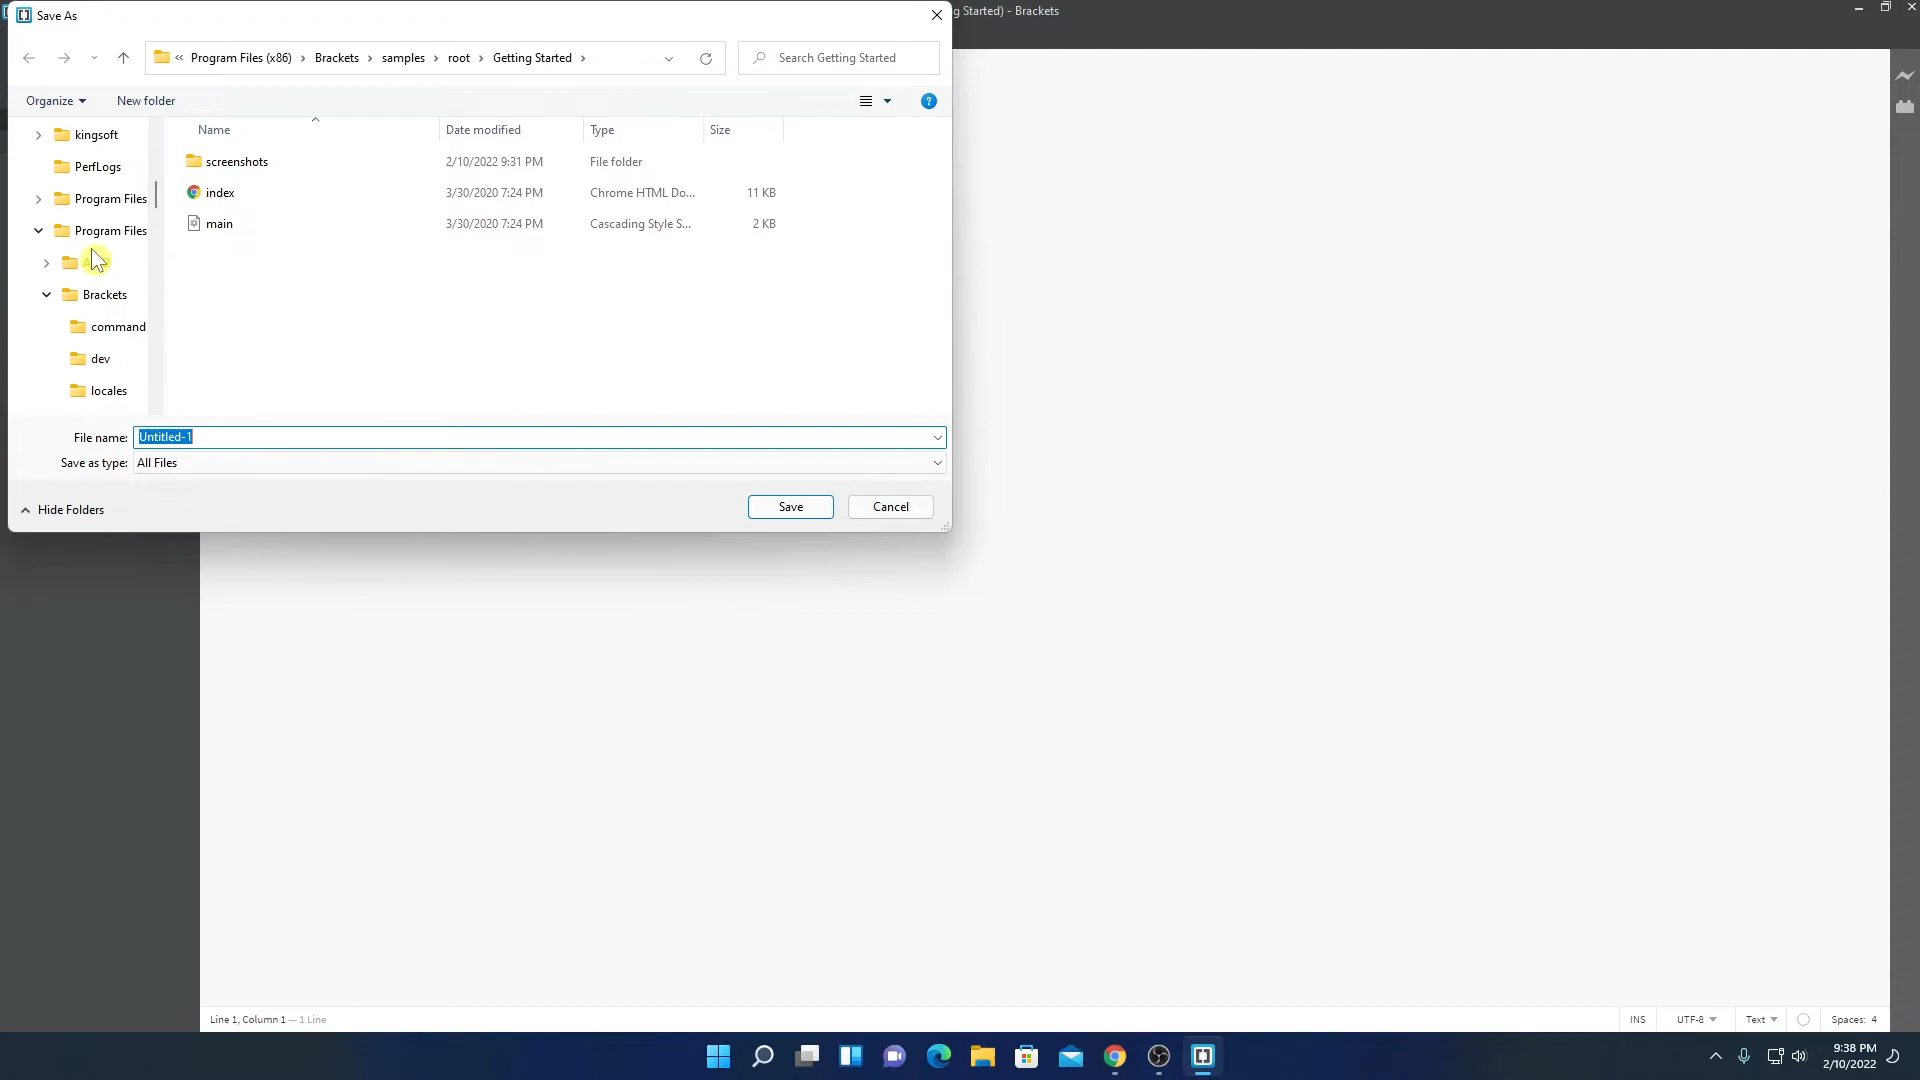 Save As
g Started) - Brackets
« Program Files (x86) › Brackets › samples › root › Getting Started ›
Search Getting Started
Organize
New folder
?
Name
Date modified
Type
Size
kingsoft
PerfLogs
Program Files
Program Files
Brackets
command
dev
locales
screenshots
2/10/2022 9:31 PM
File folder
index
3/30/2020 7:24 PM
Chrome HTML Do...
11 KB
main
3/30/2020 7:24 PM
Cascading Style S...
2 KB
File name:
Untitled-1
Save as type:
All Files
Hide Folders
Save
Cancel
Line 1, Column 1 — 1 Line
INS
UTF-8
Text
Spaces: 4
9:38 PM
2/10/2022